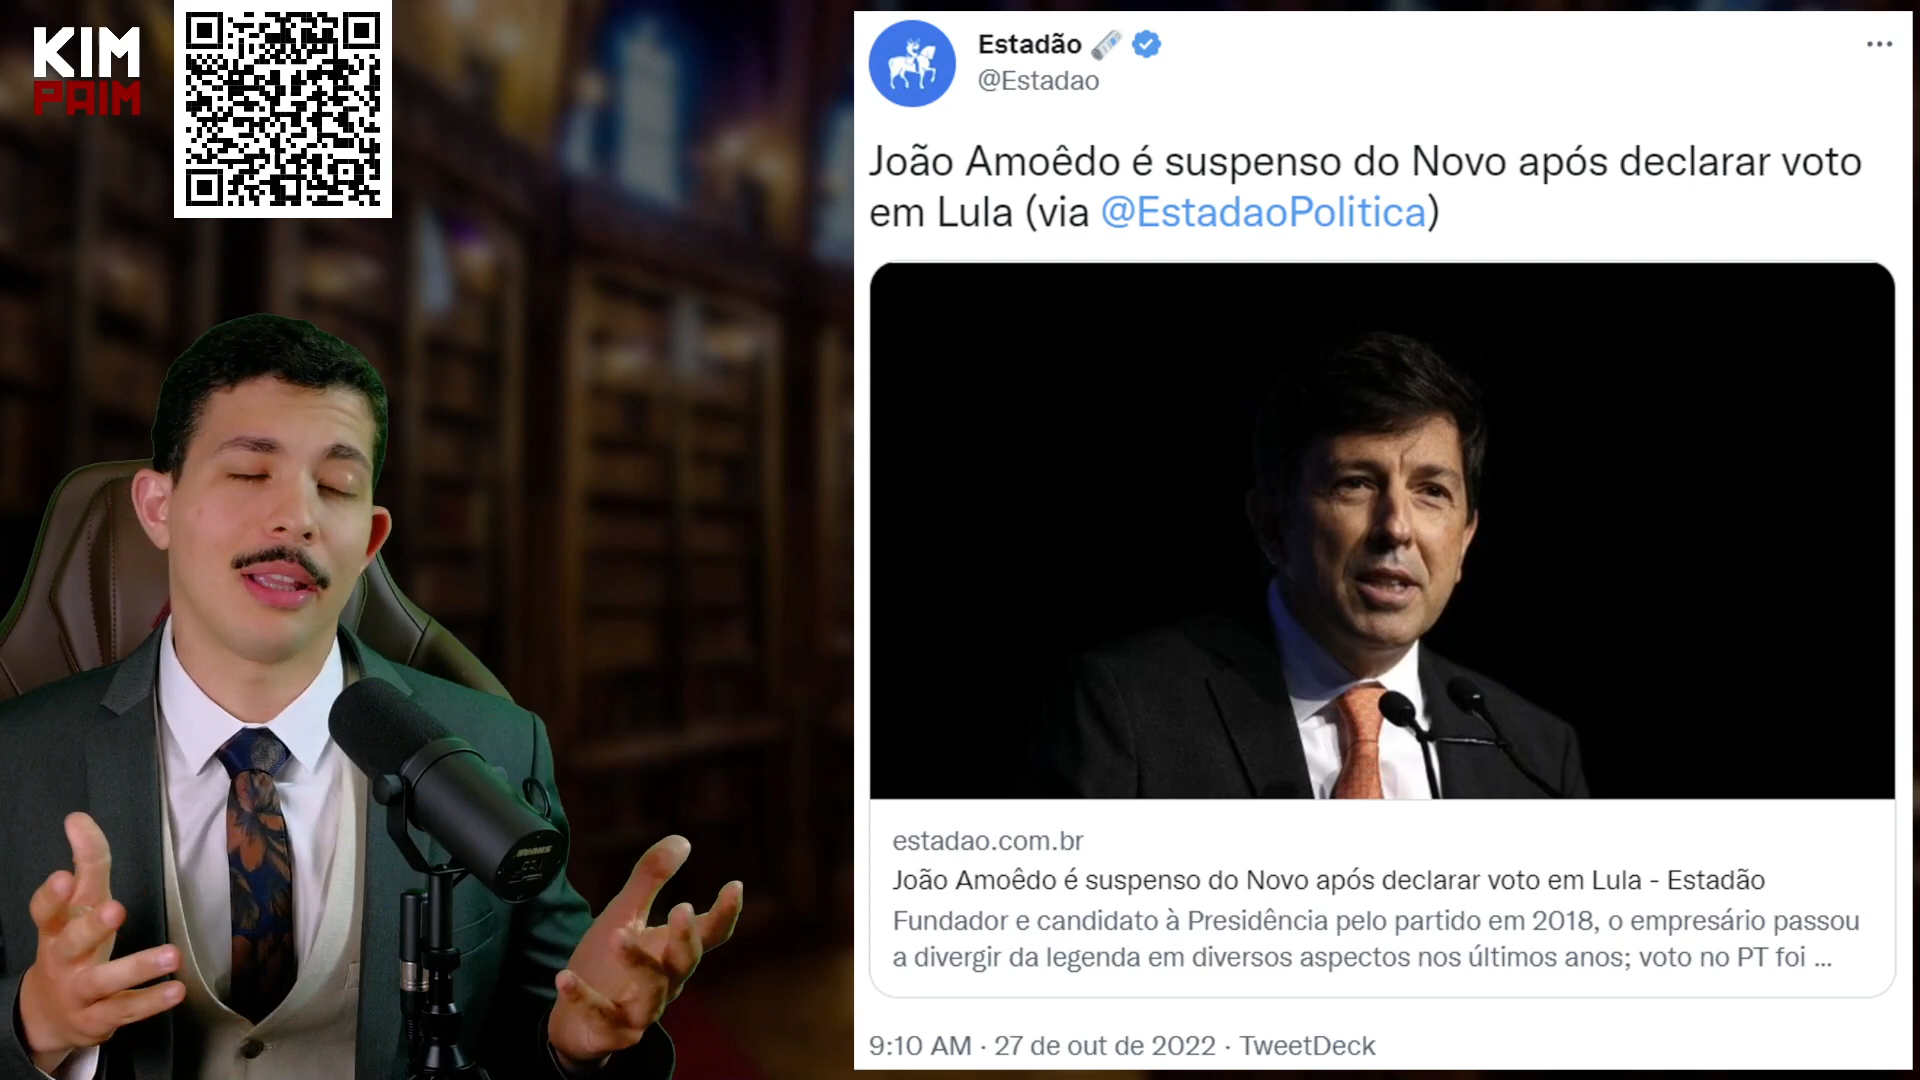 KIM
PAIM
Estadão
@Estadao
João Amoêdo é suspenso do Novo após declarar voto
em Lula (via @EstadaoPolitica)
estadao.com.br
João Amoêdo é suspenso do Novo após declarar voto em Lula - Estadão
Fundador e candidato à Presidência pelo partido em 2018, o empresário passou
a divergir da legenda em diversos aspectos nos últimos anos; voto no PT foi ...
9:10 AM · 27 de out de 2022 · TweetDeck